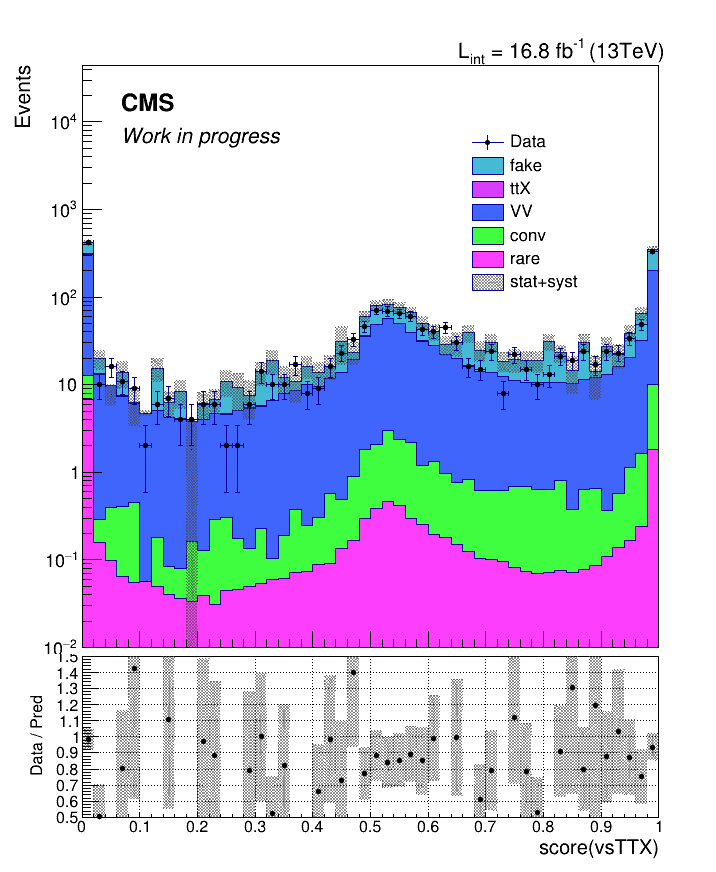 L_int = 16.8 fb^-1 (13TeV)
Events
CMS
Work in progress
Data
fake
ttX
VV
conv
rare
stat+syst
10^4
10^3
10^2
10
1
10^-1
10^-2
Data / Pred
1.5
1.4
1.3
1.2
1.1
1
0.9
0.8
0.7
0.6
0.5
0 0.1 0.2 0.3 0.4 0.5 0.6 0.7 0.8 0.9 1
score(vsTTX)